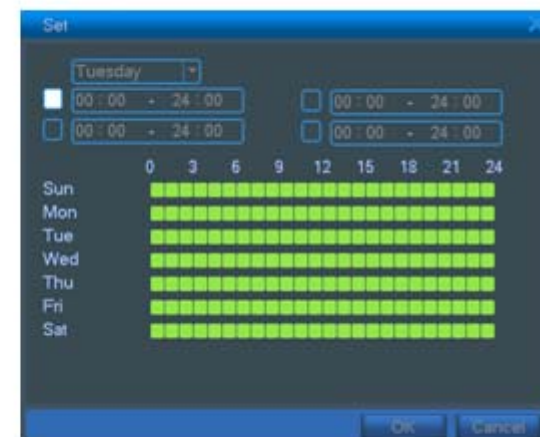 Set
Tuesday
00 : 00 - 24 : 00 00 : 00 - 24 : 00
00 : 00 - 24 : 00 00 : 00 - 24 : 00
0 3 6 9 12 15 18 21 24
Sun
Mon
Tue
Wed
Thu
Fri
Sat
OK Cancel